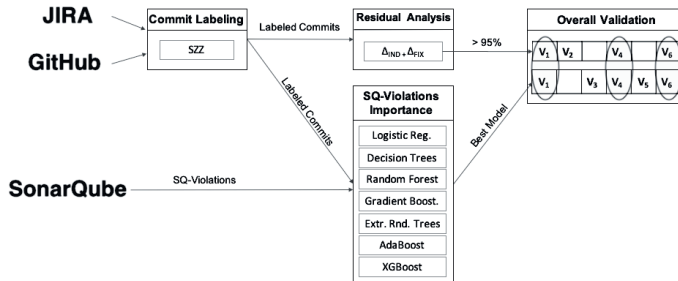 JIRA
GitHub
SonarQube
Commit Labeling
SZZ
Labeled Commits
Labeled Commits
SQ-Violations
Residual Analysis
Δ_IND + Δ_FIX
> 95%
SQ-Violations
Importance
Logistic Reg.
Decision Trees
Random Forest
Gradient Boost.
Extr. Rnd. Trees
AdaBoost
XGBoost
Best Model
Overall Validation
V1 V2 V4 V6
V1 V3 V4 V5 V6